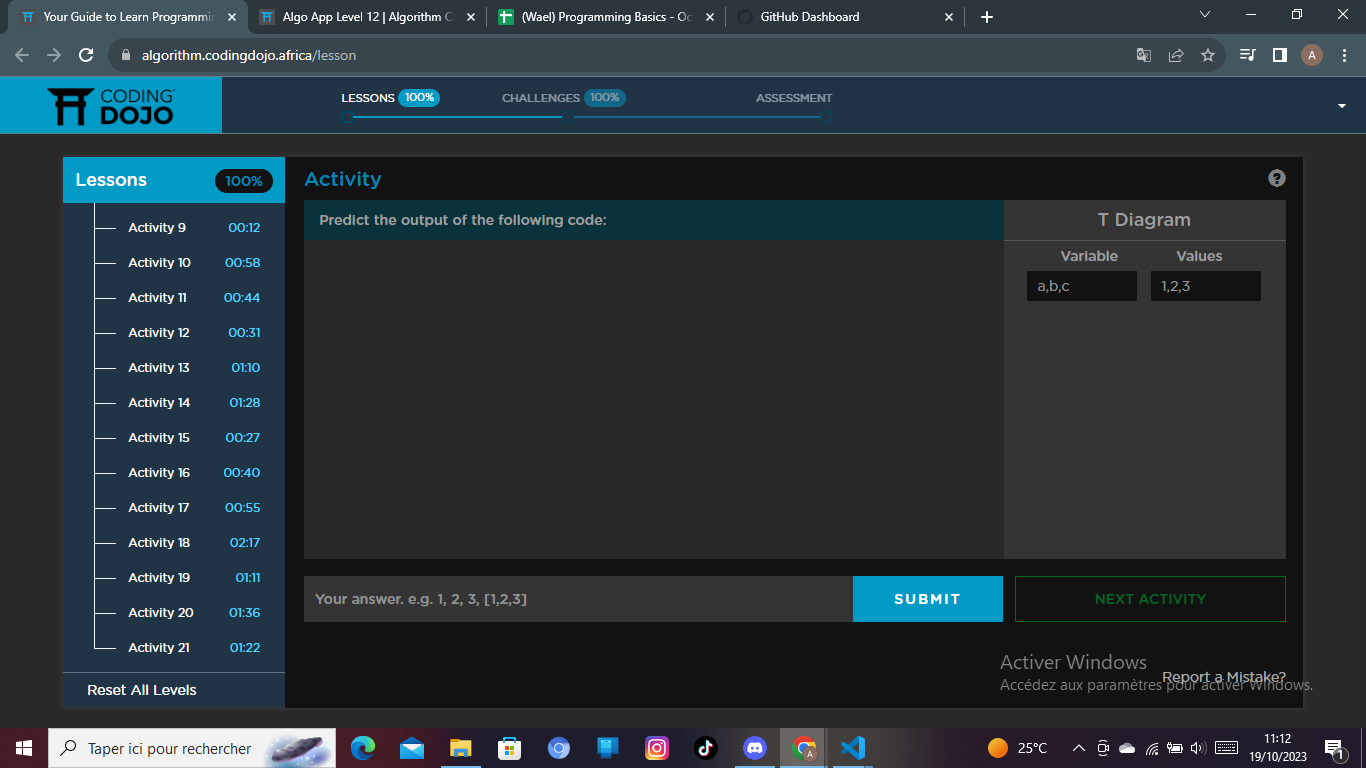 Your Guide to Learn Programmin
Algo App Level 12 | Algorithm C
(Wael) Programming Basics - Oc
GitHub Dashboard
algorithm.codingdojo.africa/lesson
A
CODING
DOJO
LESSONS 100%
CHALLENGES 100%
ASSESSMENT
Lessons 100%
Activity 9 00:12
Activity 10 00:58
Activity 11 00:44
Activity 12 00:31
Activity 13 01:10
Activity 14 01:28
Activity 15 00:27
Activity 16 00:40
Activity 17 00:55
Activity 18 02:17
Activity 19 01:11
Activity 20 01:36
Activity 21 01:22
Reset All Levels
Activity
?
Predict the output of the following code:
T Diagram
Variable Values
a,b,c 1,2,3
Your answer. e.g. 1, 2, 3, [1,2,3]
SUBMIT
NEXT ACTIVITY
Activer Windows
Report a Mistake?
Accédez aux paramètres pour activer Windows.
Taper ici pour rechercher
A
25°C
11:12
19/10/2023
1